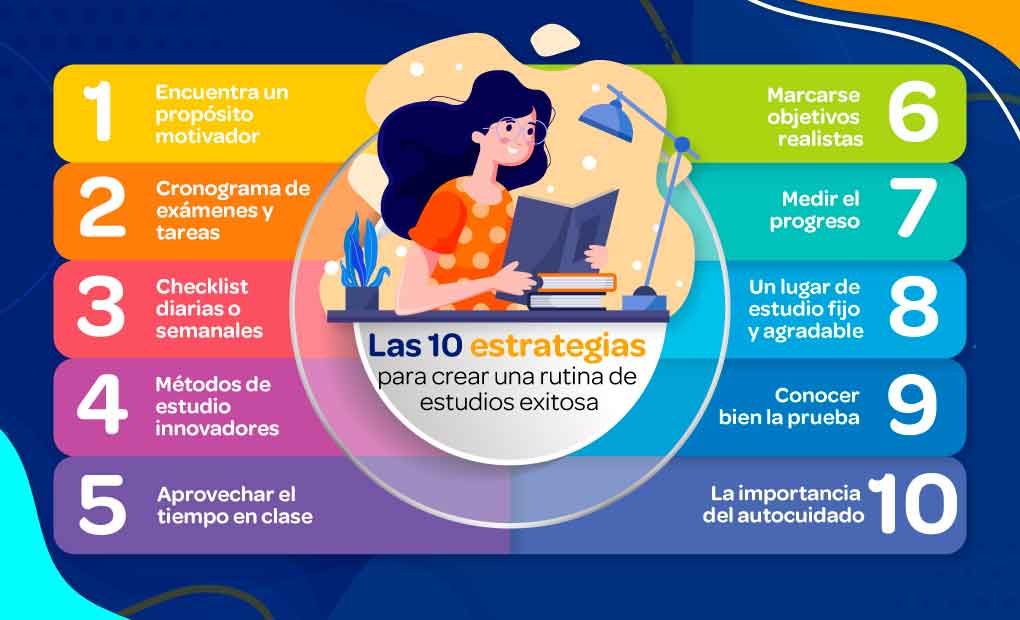 1
Encuentra un
propósito
motivador
2
Cronograma de
exámenes y
tareas
3
Checklist
diarias o
semanales
4
Métodos de
estudio
innovadores
5
Aprovechar el
tiempo en clase
Las 10 estrategias
para crear una rutina de
estudios exitosa
Marcarse
objetivos
realistas
6
Medir el
progreso
7
Un lugar de
estudio fijo
y agradable
8
Conocer
bien la prueba
9
La importancia
del autocuidado
10